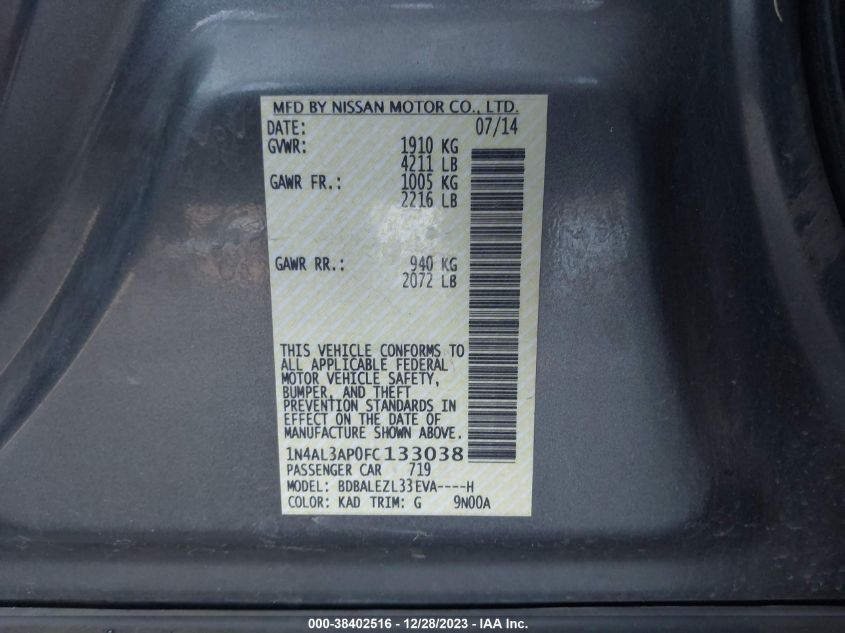 MFD BY NISSAN MOTOR CO., LTD.
DATE: 07/14
GVWR: 1910 KG
4211 LB
GAWR FR.: 1005 KG
2216 LB
GAWR RR.: 940 KG
2072 LB
THIS VEHICLE CONFORMS TO
ALL APPLICABLE FEDERAL
MOTOR VEHICLE SAFETY,
BUMPER, AND THEFT
PREVENTION STANDARDS IN
EFFECT ON THE DATE OF
MANUFACTURE SHOWN ABOVE.
1N4AL3AP0FC133038
PASSENGER CAR 719
MODEL: BDBALEZL33EVA----H
COLOR: KAD TRIM: G 9N00A
000-38402516 - 12/28/2023 - IAA Inc.